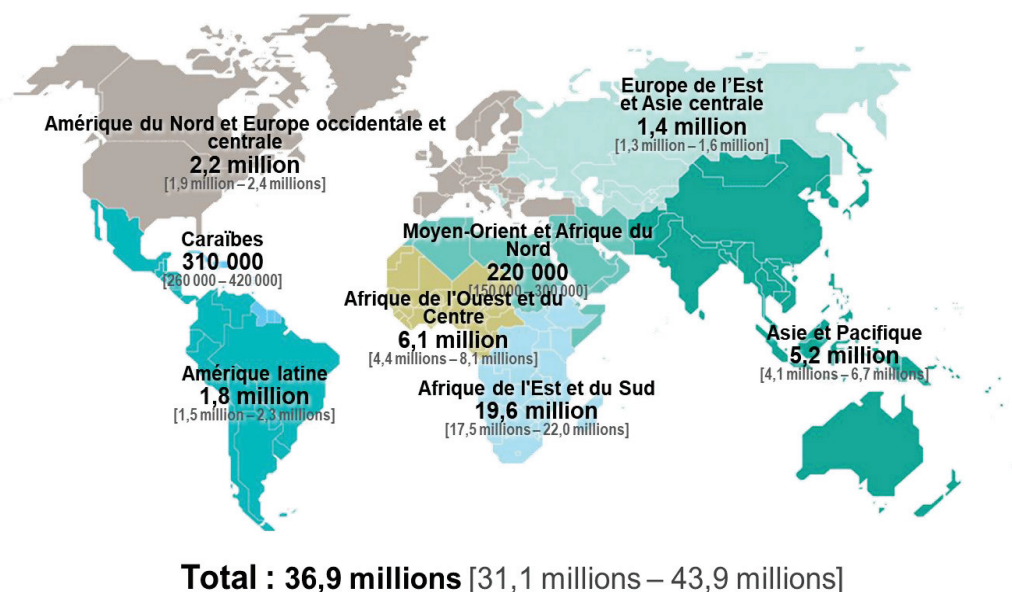 Europe de l'Est
et Asie centrale
1,4 million
[1,3 million – 1,6 million]
Amérique du Nord et Europe occidentale et
centrale
2,2 million
[1,9 million – 2,4 millions]
Moyen-Orient et Afrique du
Nord
220 000
[150 000 – 300 000]
Caraïbes
310 000
[260 000 – 420 000]
Afrique de l'Ouest et du
Centre
6,1 million
[4,4 millions – 8,1 millions]
Asie et Pacifique
5,2 million
[4,1 millions – 6,7 millions]
Amérique latine
1,8 million
[1,5 million – 2,3 millions]
Afrique de l'Est et du Sud
19,6 million
[17,5 millions – 22,0 millions]
Total : 36,9 millions [31,1 millions – 43,9 millions]